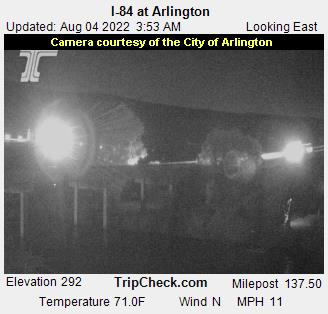 I-84 at Arlington
Updated: Aug 04 2022 3:53 AM Looking East
Camera courtesy of the City of Arlington
Elevation 292 TripCheck.com Milepost 137.50
Temperature 71.0F Wind N MPH 11